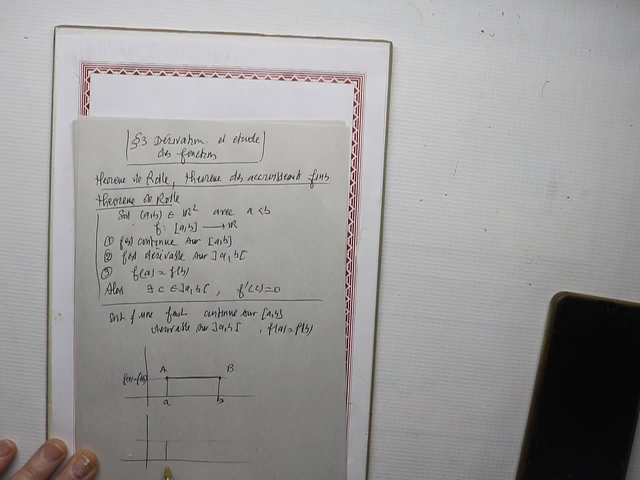 §3 Dérivation et étude
des fonctions
Théorème de Rolle, théorème des accroissements finis
théorème de Rolle
Soit (a,b) ∈ ℝ² avec a < b
f: [a,b] → ℝ
① f est continue sur [a,b]
② f est dérivable sur ]a,b[
③ f(a) = f(b)
Alors ∃ c ∈ ]a,b[ , f'(c) = 0
Soit f une fonct continue sur [a,b]
dérivable sur ]a,b[ , f(a) = f(b)
A B
f(a)=f(b)
a b